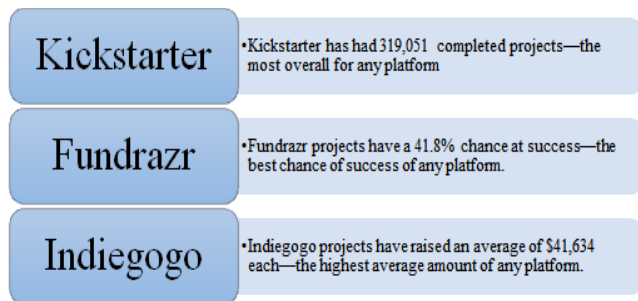 Kickstarter
•Kickstarter has had 319,051 completed projects—the
most overall for any platform
Fundrazr
•Fundrazr projects have a 41.8% chance at success—the
best chance of success of any platform.
Indiegogo
•Indiegogo projects have raised an average of $41,634
each—the highest average amount of any platform.